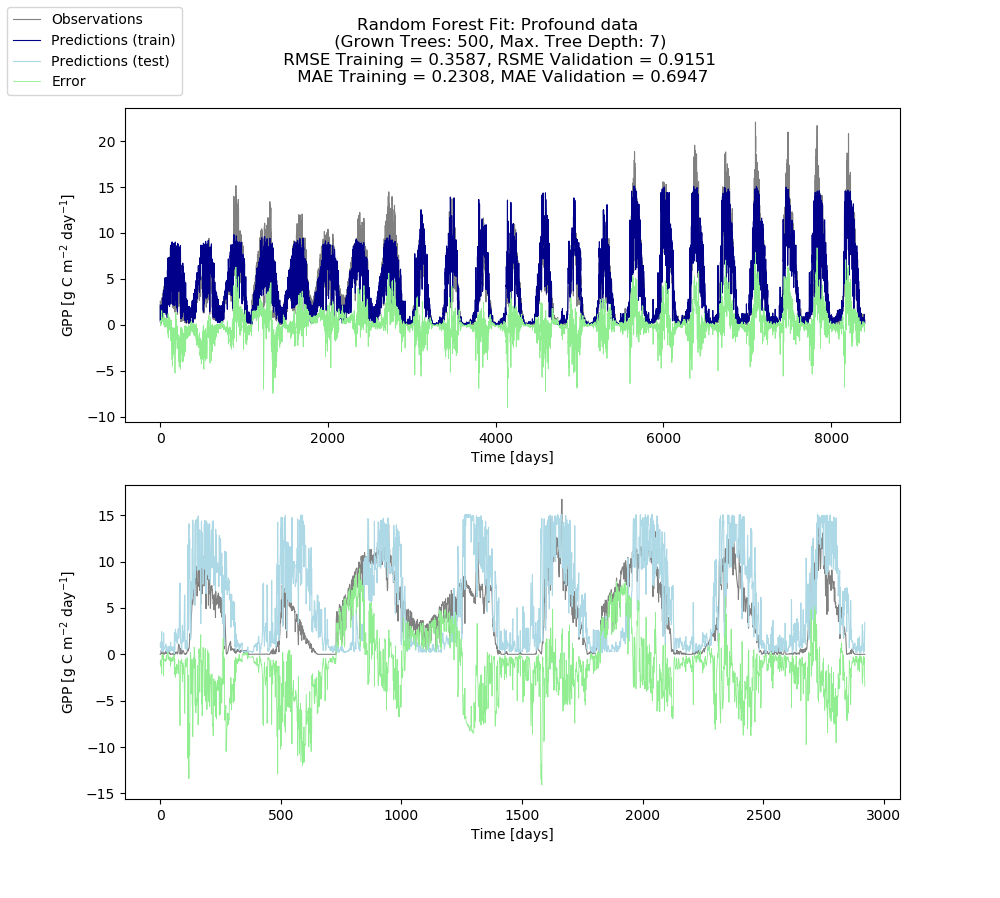 Observations
Predictions (train)
Predictions (test)
Error
Random Forest Fit: Profound data
(Grown Trees: 500, Max. Tree Depth: 7)
RMSE Training = 0.3587, RSME Validation = 0.9151
MAE Training = 0.2308, MAE Validation = 0.6947
GPP [g C m⁻² day⁻¹]
20
15
10
5
0
−5
−10
0 2000 4000 6000 8000
Time [days]
GPP [g C m⁻² day⁻¹]
15
10
5
0
−5
−10
−15
0 500 1000 1500 2000 2500 3000
Time [days]